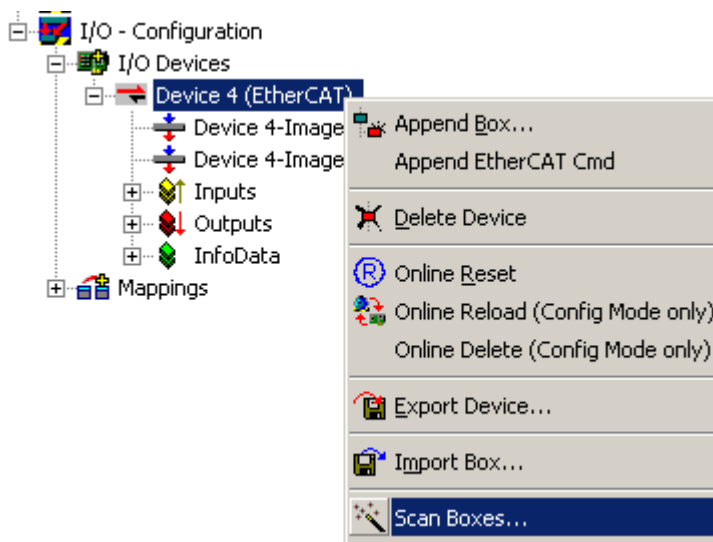 I/O - Configuration
I/O Devices
Device 4 (EtherCAT)
Device 4-Image
Device 4-Image
Inputs
Outputs
InfoData
Mappings
Append Box...
Append EtherCAT Cmd
Delete Device
Online Reset
Online Reload (Config Mode only)
Online Delete (Config Mode only)
Export Device...
Import Box...
Scan Boxes...